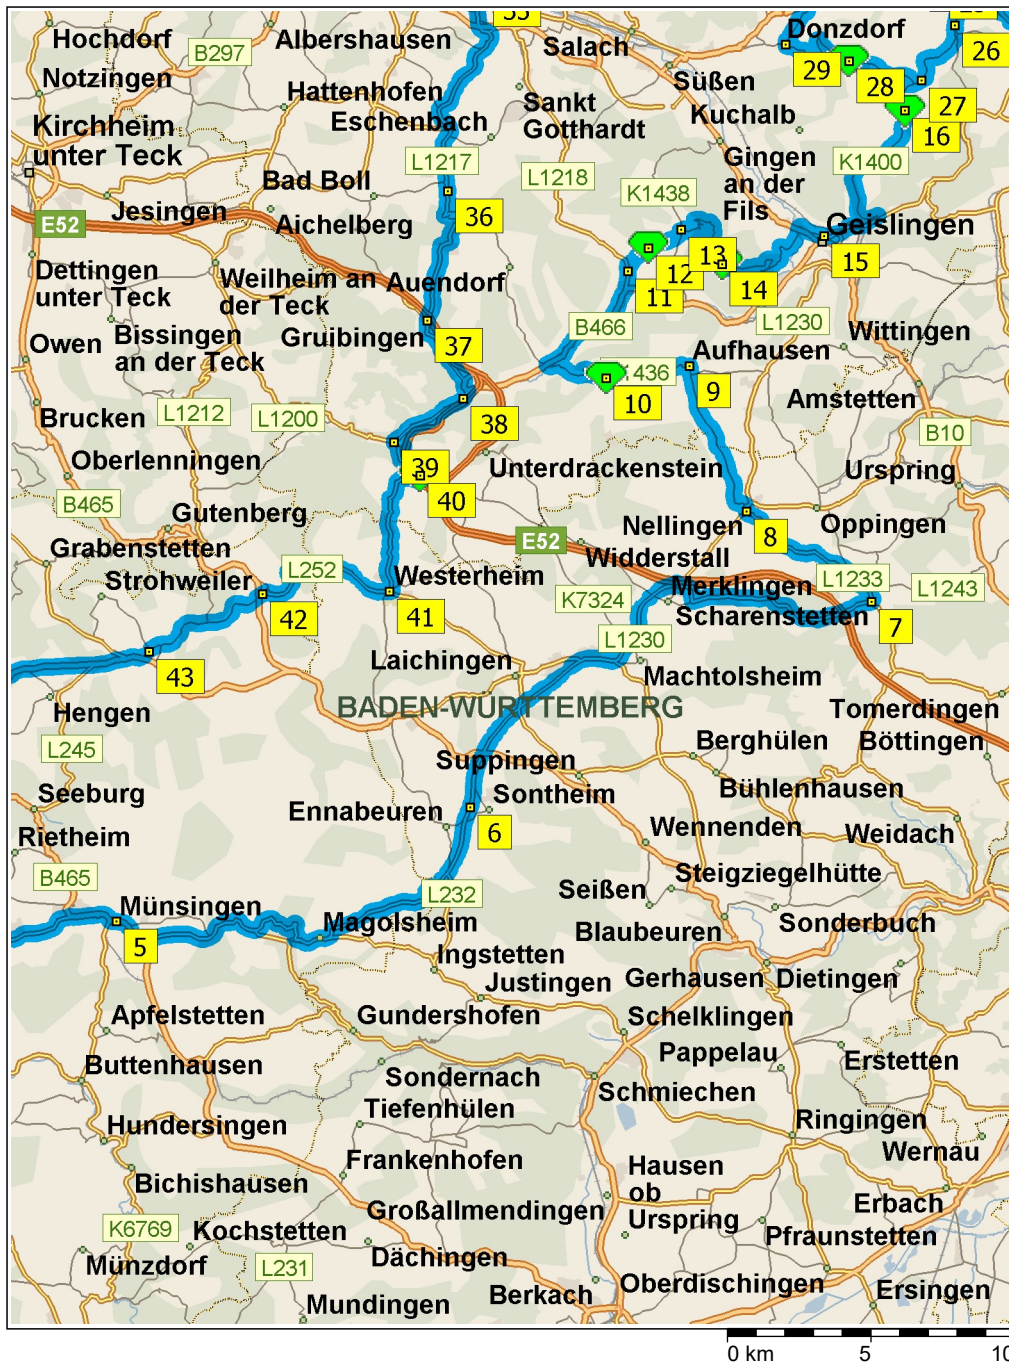 35
Hochdorf
Albershausen
Donzdorf
B297
Salach
29
26
Notzingen
Süßen
28
27
Hattenhofen
Sankt
Gotthardt
Kuchalb
16
Eschenbach
Kirchheim
unter Teck
L1217
Gingen
an der
Fils
K1400
L1218
Bad Boll
K1438
Jesingen
36
E52
Aichelberg
Geislingen
13
12
15
Dettingen
unter Teck
Weilheim an
der Teck
Auendorf
11
14
B466
L1230
Owen
Bissingen
an der Teck
Gruibingen
37
Wittingen
Aufhausen
436
9
10
Amstetten
Brucken
L1212
L1200
38
B10
Oberlenningen
39
Unterdrackenstein
Urspring
B465
40
Gutenberg
Nellingen
8
Oppingen
Grabenstetten
E52
Widderstall
L252
Strohweiler
Westerheim
Merklingen
L1233
L1243
K7324
42
41
Scharenstetten
7
L1230
43
Laichingen
Machtolsheim
Hengen
BADEN-WÜRTTEMBERG
Tomerdingen
L245
Berghülen
Böttingen
Suppingen
Seeburg
Sontheim
Bühlenhausen
Ennabeuren
6
Rietheim
Wennenden
Weidach
B465
Steigziegelhütte
L232
Seißen
Münsingen
Magolsheim
Sonderbuch
5
Blaubeuren
Ingstetten
Justingen
Gerhausen
Dietingen
Apfelstetten
Gundershofen
Schelklingen
Buttenhausen
Pappelau
Erstetten
Sondernach
Schmiechen
Tiefenhülen
Hundersingen
Ringingen
Wernau
Frankenhofen
Hausen
ob
Urspring
Bichishausen
Erbach
Großallmendingen
K6769
Kochstetten
Pfraunstetten
Münzdorf
Dächingen
L231
Oberdischingen
Ersingen
Berkach
Mundingen
0 km
5
10